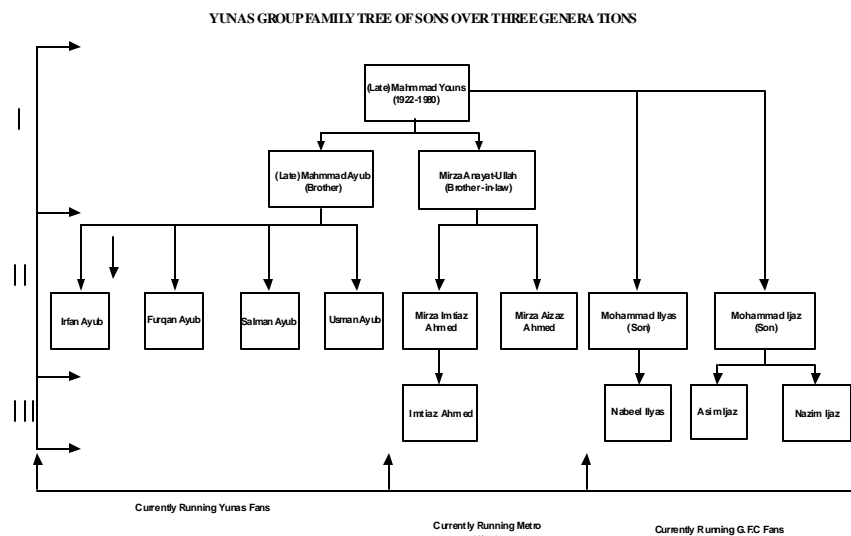 YUNAS GROUP FAMILY TREE OF SONS OVER THREE GENERATIONS
I
(Late) Mahmmad Youns
(1922-1980)
(Late) Mahmmad Ayub
(Brother)
Mirza Anayat-Ullah
(Brother-in-law)
II
Irfan Ayub
Furqan Ayub
Salman Ayub
Usman Ayub
Mirza Imtiaz
Ahmed
Mirza Aizaz
Ahmed
Mohammad Ilyas
(Son)
Mohammad Ijaz
(Son)
III
Imtiaz Ahmed
Nabeel Ilyas
Asim Ijaz
Nazim Ijaz
Currently Running Yunas Fans
Currently Running Metro
Currently Running G.F.C Fans